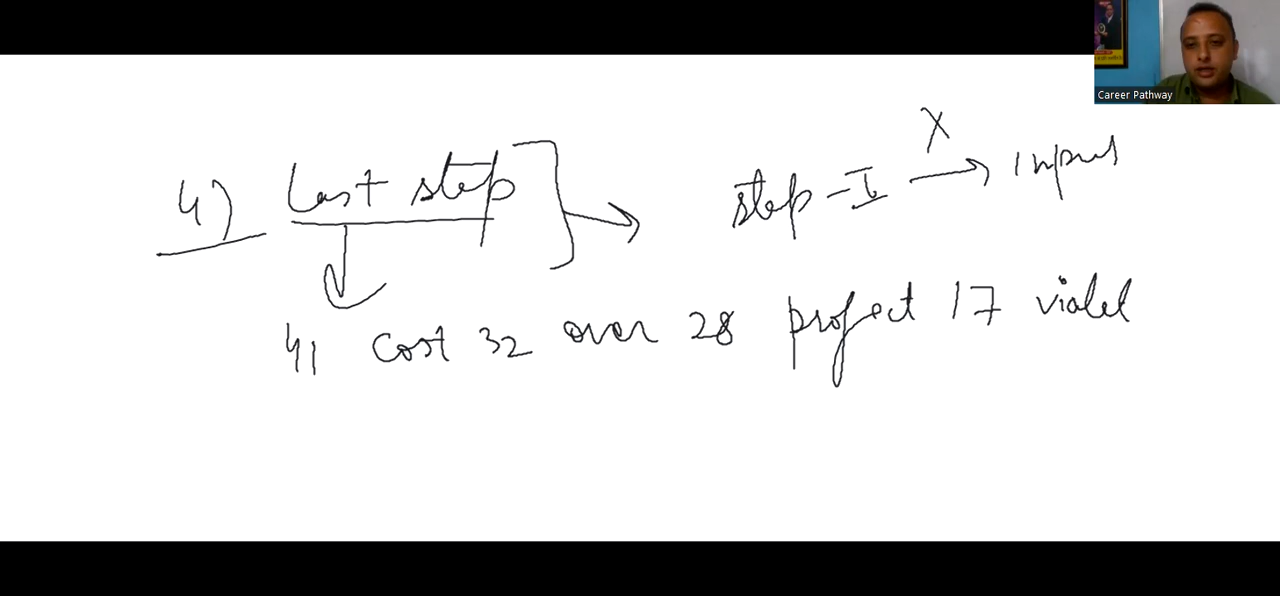 Career Pathway
4) Last step → step-I X→ input
41 cost 32 over 28 project 17 violet